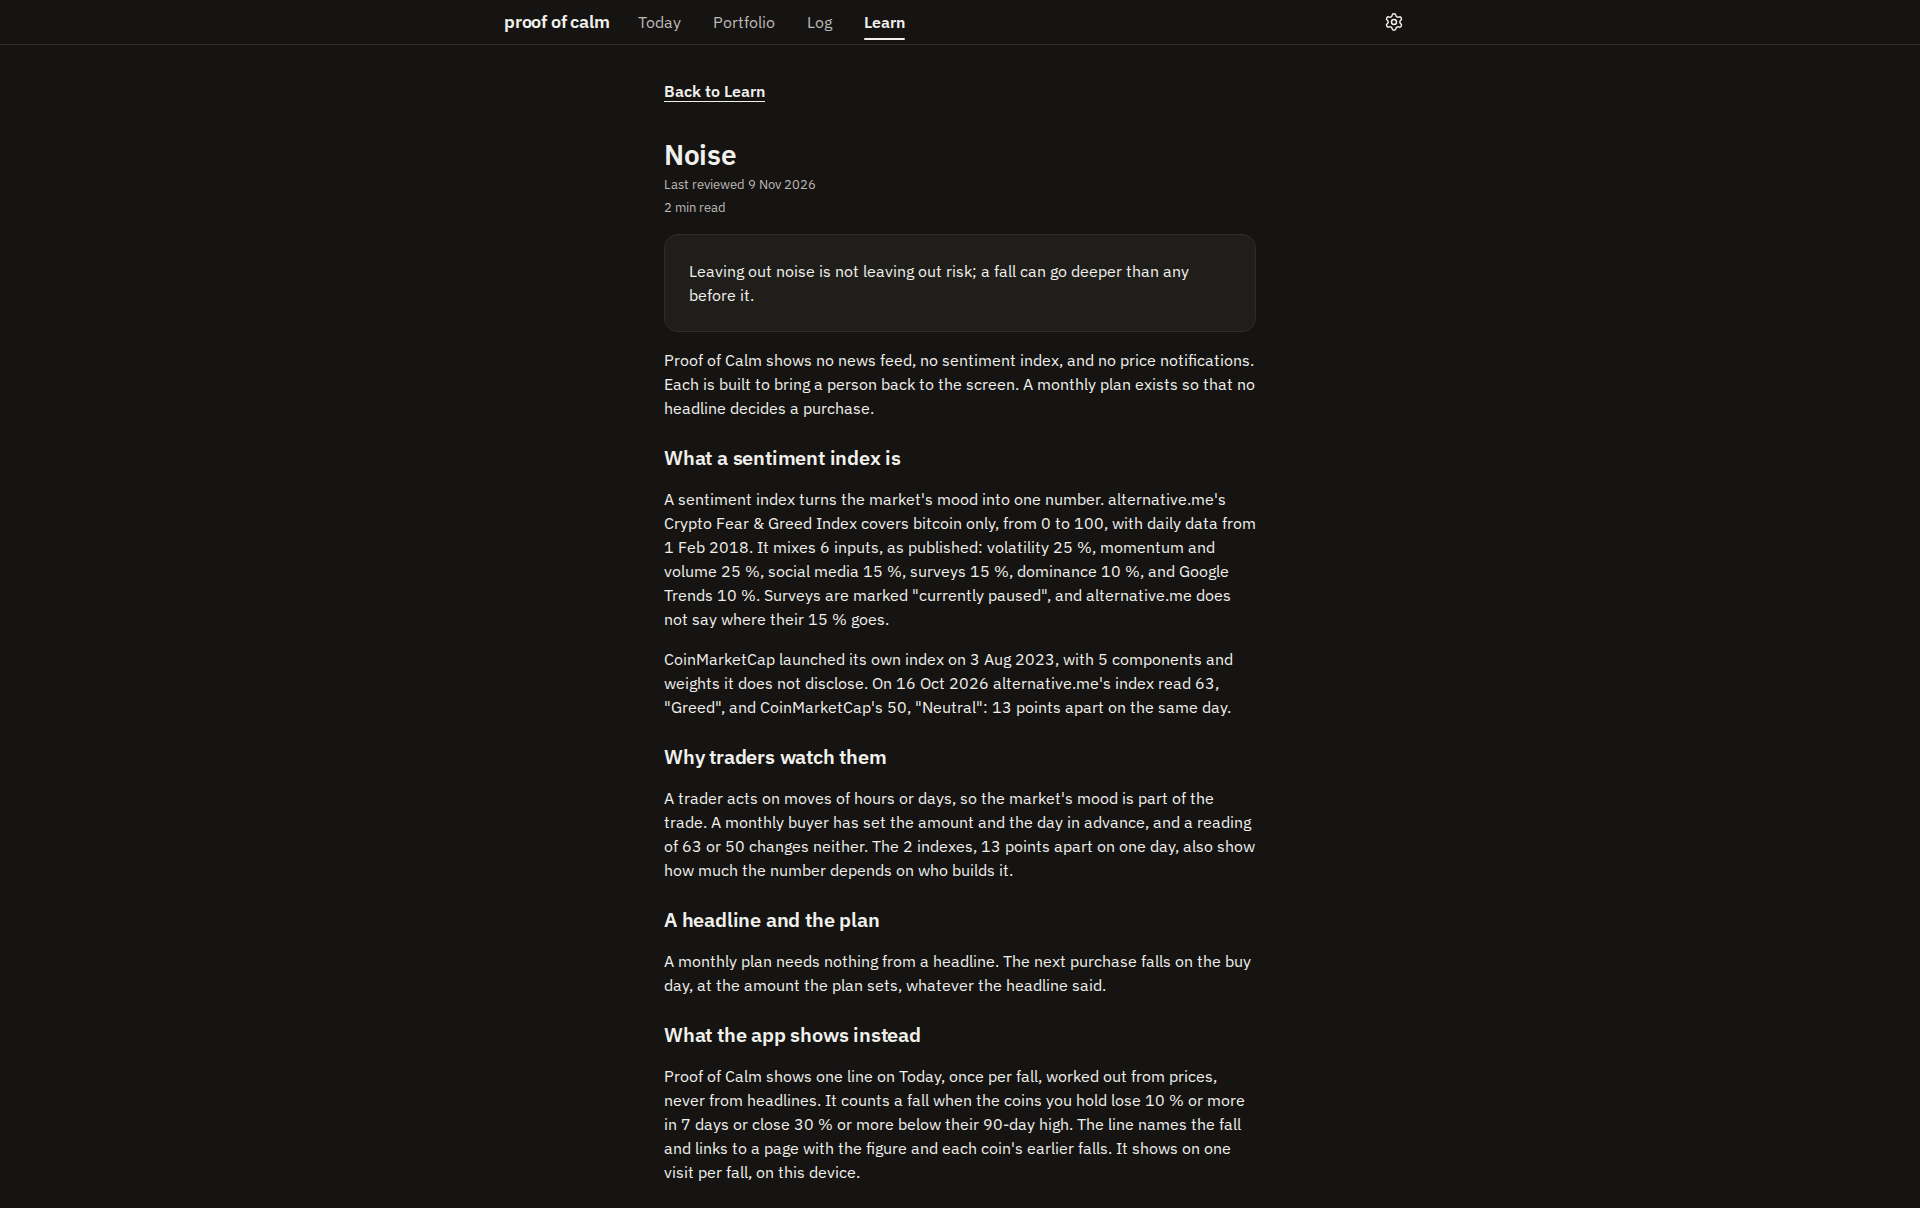 proof of calm
Today
Portfolio
Log
Learn
Back to Learn
Noise
Last reviewed 9 Nov 2026
2 min read
Leaving out noise is not leaving out risk; a fall can go deeper than any
before it.
Proof of Calm shows no news feed, no sentiment index, and no price notifications.
Each is built to bring a person back to the screen. A monthly plan exists so that no
headline decides a purchase.
What a sentiment index is
A sentiment index turns the market's mood into one number. alternative.me's
Crypto Fear & Greed Index covers bitcoin only, from 0 to 100, with daily data from
1 Feb 2018. It mixes 6 inputs, as published: volatility 25 %, momentum and
volume 25 %, social media 15 %, surveys 15 %, dominance 10 %, and Google
Trends 10 %. Surveys are marked "currently paused", and alternative.me does
not say where their 15 % goes.
CoinMarketCap launched its own index on 3 Aug 2023, with 5 components and
weights it does not disclose. On 16 Oct 2026 alternative.me's index read 63,
"Greed", and CoinMarketCap's 50, "Neutral": 13 points apart on the same day.
Why traders watch them
A trader acts on moves of hours or days, so the market's mood is part of the
trade. A monthly buyer has set the amount and the day in advance, and a reading
of 63 or 50 changes neither. The 2 indexes, 13 points apart on one day, also show
how much the number depends on who builds it.
A headline and the plan
A monthly plan needs nothing from a headline. The next purchase falls on the buy
day, at the amount the plan sets, whatever the headline said.
What the app shows instead
Proof of Calm shows one line on Today, once per fall, worked out from prices,
never from headlines. It counts a fall when the coins you hold lose 10 % or more
in 7 days or close 30 % or more below their 90-day high. The line names the fall
and links to a page with the figure and each coin's earlier falls. It shows on one
visit per fall, on this device.